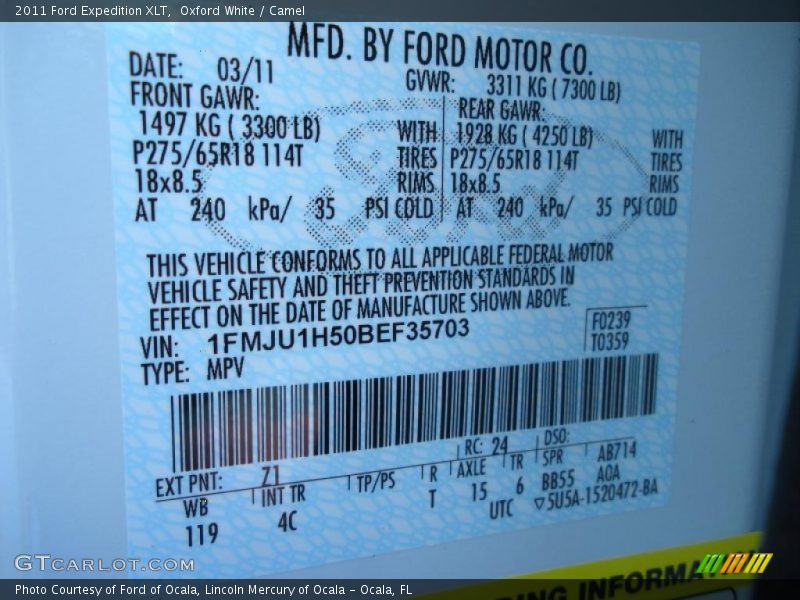 2011 Ford Expedition XLT, Oxford White / Camel
MFD. BY FORD MOTOR CO.
DATE: 03/11 GVWR: 3311 KG ( 7300 LB)
FRONT GAWR: REAR GAWR:
1497 KG ( 3300 LB) WITH 1928 KG ( 4250 LB) WITH
P275/65R18 114T TIRES P275/65R18 114T TIRES
18x8.5 RIMS 18x8.5 RIMS
AT 240 kPa/ 35 PSI COLD AT 240 kPa/ 35 PSI COLD
THIS VEHICLE CONFORMS TO ALL APPLICABLE FEDERAL MOTOR
VEHICLE SAFETY AND THEFT PREVENTION STANDARDS IN
EFFECT ON THE DATE OF MANUFACTURE SHOWN ABOVE.
VIN: 1FMJU1H50BEF35703 F0239
TYPE: MPV T0359
EXT PNT: Z1 RC: 24 DSO:
WB INT TR TP/PS R AXLE TR SPR AB714
119 4C T 15 6 BB55 A0A
UTC ▽5U5A-1520472-BA
GTCARLOT.COM
INFORMAT
Photo Courtesy of Ford of Ocala, Lincoln Mercury of Ocala - Ocala, FL